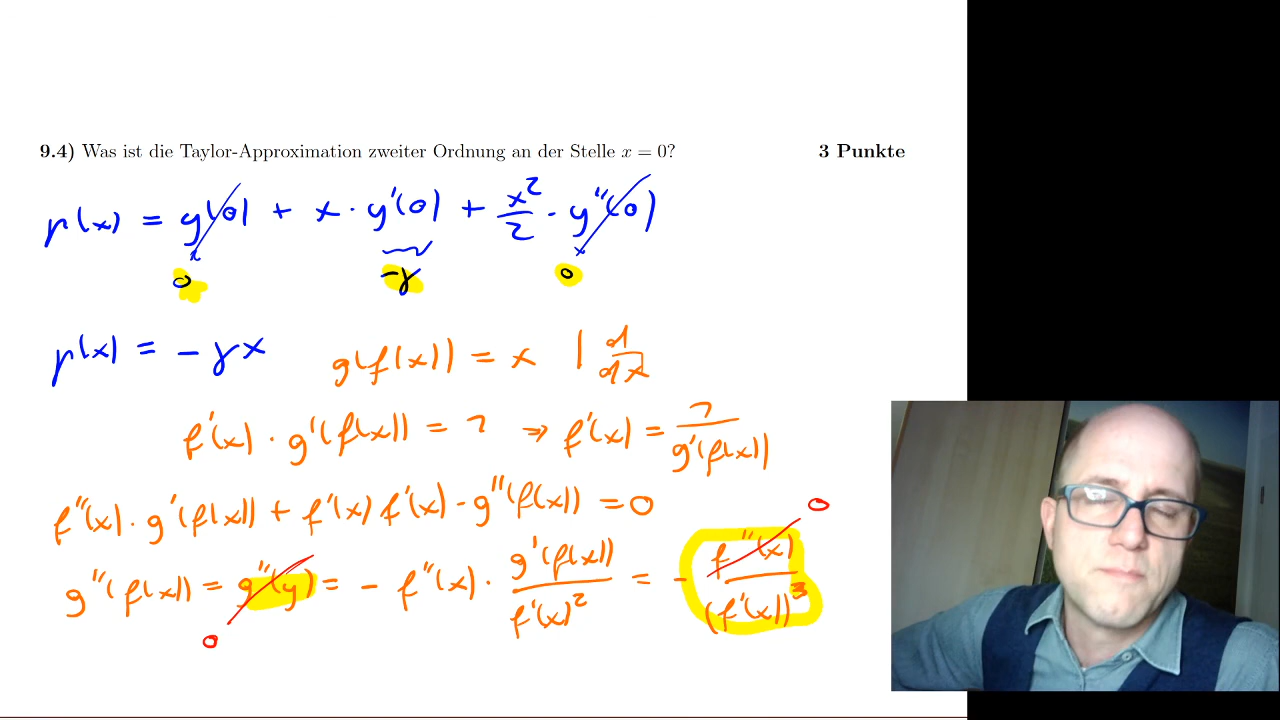 9.4) Was ist die Taylor-Approximation zweiter Ordnung an der Stelle x = 0? 3 Punkte
p(x) = y(0) + x · y'(0) + x²/2 · y''(0)
0 -γ 0
p(x) = - γx g(f(x)) = x | d/dx
f'(x) · g'(f(x)) = 1 ⇒ f'(x) = 1/g'(f(x))
f''(x) · g'(f(x)) + f'(x) f'(x) · g''(f(x)) = 0
0
g''(f(x)) = g''(y) = - f''(x) · g'(f(x))/f'(x)² = - f''(x)/(f'(x))³
0